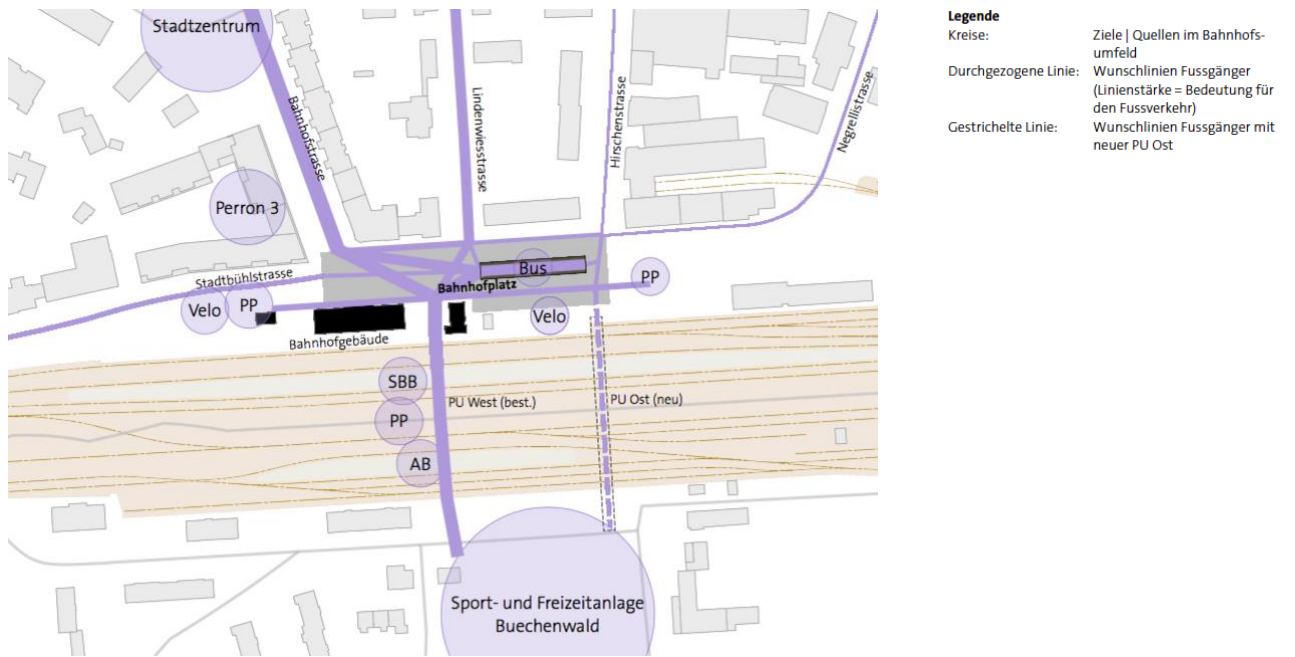 Stadtzentrum
Bahnhofstrasse
Lindenwiesstrasse
Hirschenstrasse
Negrellistrasse
Perron 3
Stadtbühlstrasse
Bus
Bahnhofplatz
PP
Velo
PP
Velo
Bahnhofgebäude
SBB
PP
AB
PU West (best.)
PU Ost (neu)
Sport- und Freizeitanlage
Buechenwald
Legende
Kreise: Ziele | Quellen im Bahnhofs-
umfeld
Durchgezogene Linie: Wunschlinien Fussgänger
(Linienstärke = Bedeutung für
den Fussverkehr)
Gestrichelte Linie: Wunschlinien Fussgänger mit
neuer PU Ost